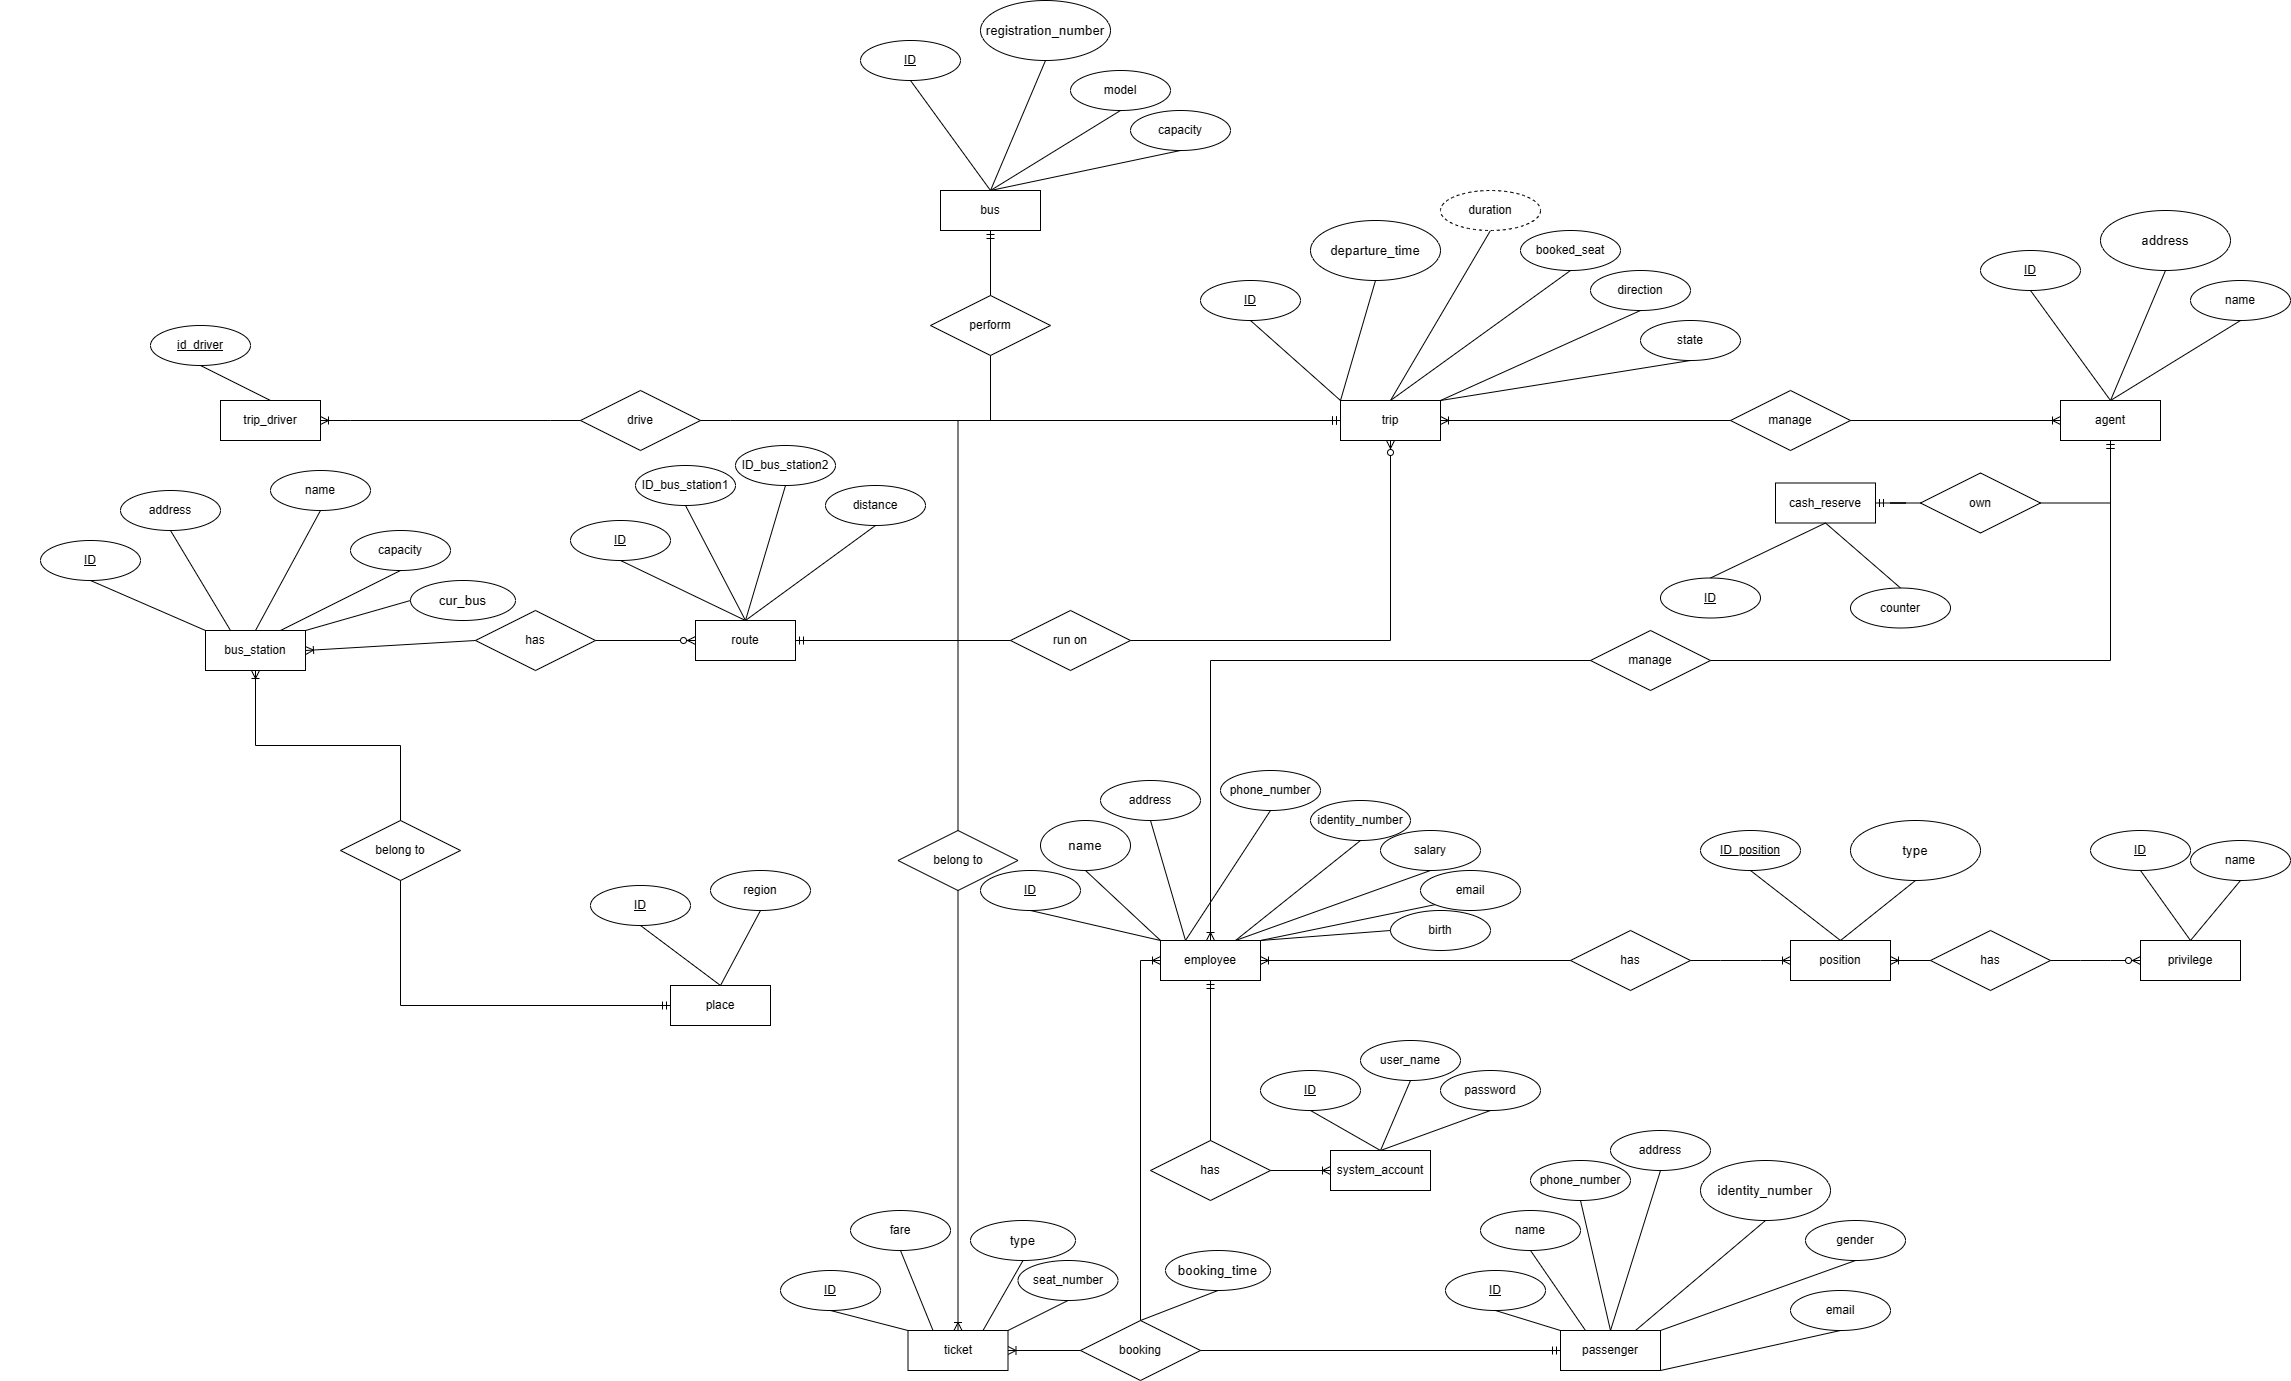 registration_number
ID
model
capacity
bus
perform
duration
departure_time
booked_seat
direction
ID
state
address
ID
name
id_driver
trip_driver
drive
trip
manage
agent
ID_bus_station1
ID_bus_station2
distance
ID
name
address
capacity
ID
cur_bus
cash_reserve
own
ID
counter
bus_station
has
route
run on
manage
belong to
belong to
ID
region
place
phone_number
address
identity_number
name
salary
ID
email
birth
employee
has
ID_position
type
position
has
ID
name
privilege
user_name
ID
password
has
system_account
address
phone_number
identity_number
name
gender
ID
email
fare
type
seat_number
ID
booking_time
ticket
booking
passenger